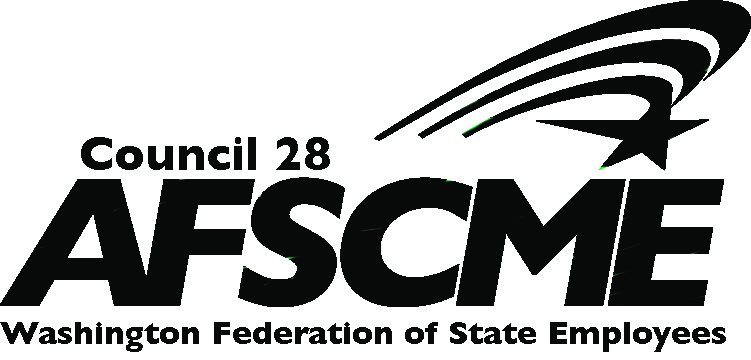 Council 28
AFSCME
Washington Federation of State Employees